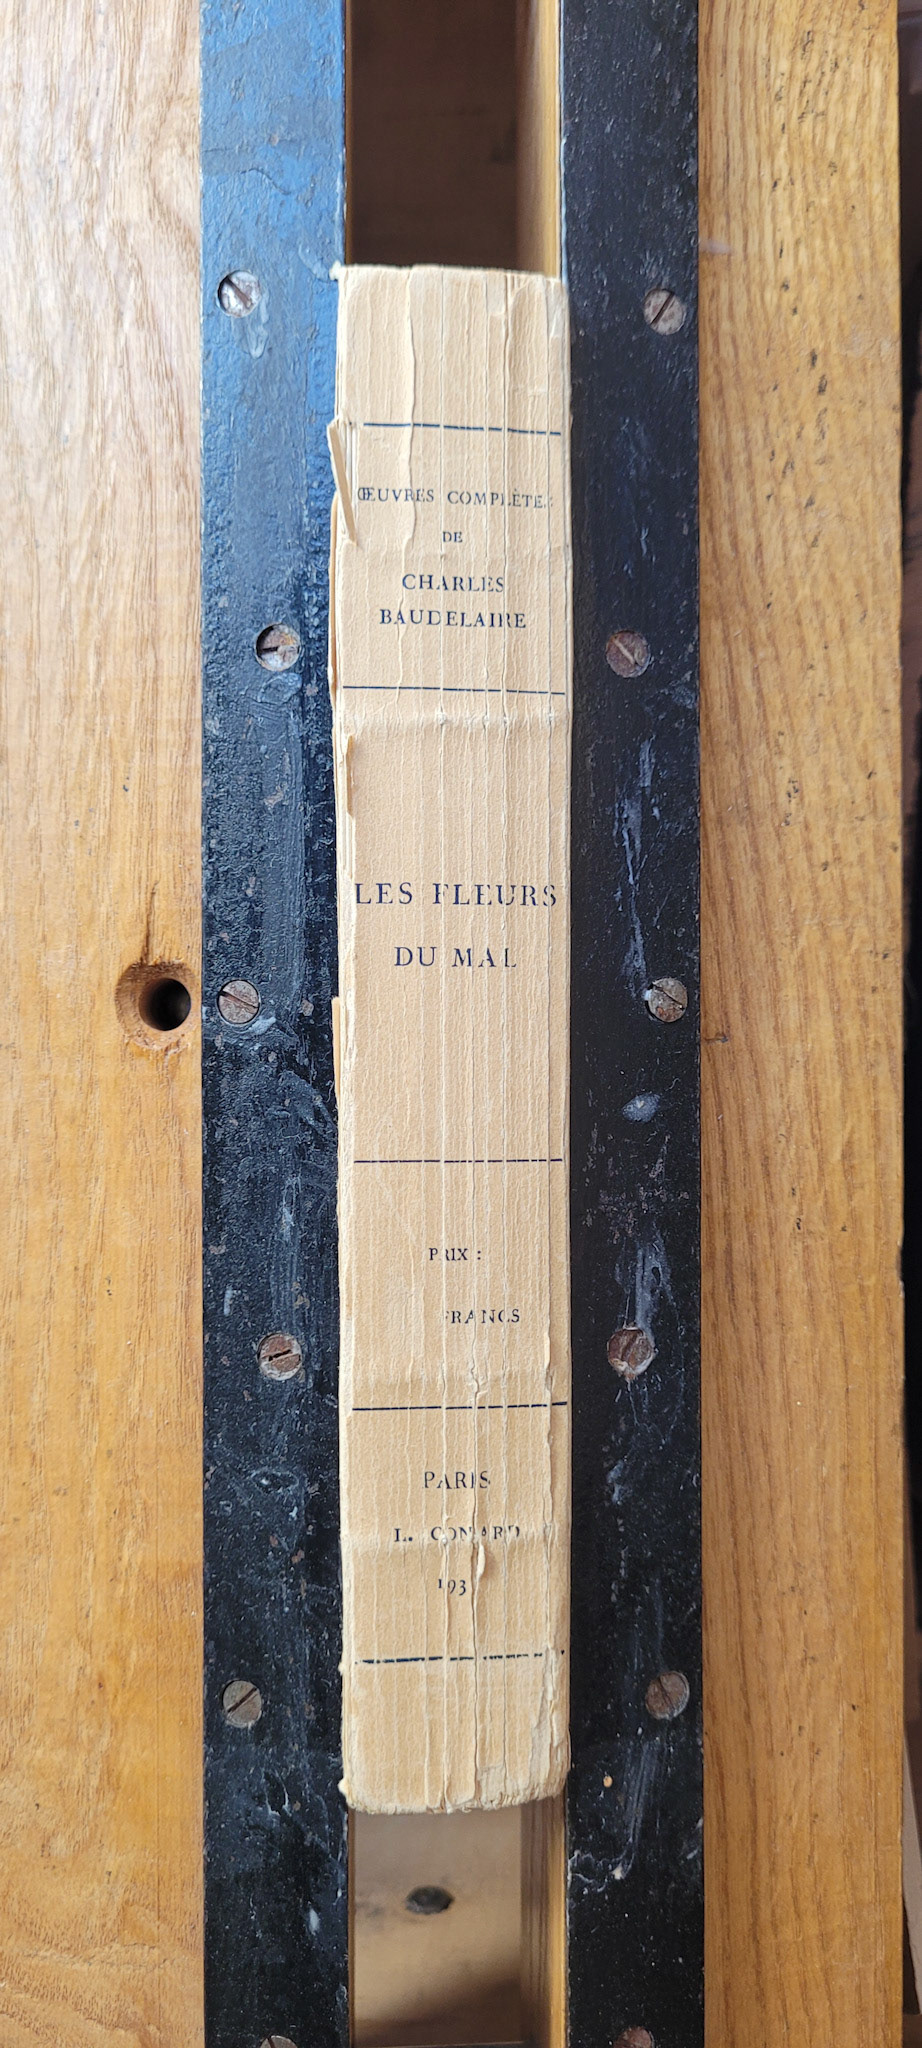 ŒUVRES COMPLÈTES
DE
CHARLES
BAUDELAIRE
LES FLEURS
DU MAL
PRIX :
FRANCS
PARIS
L. CONARD
193